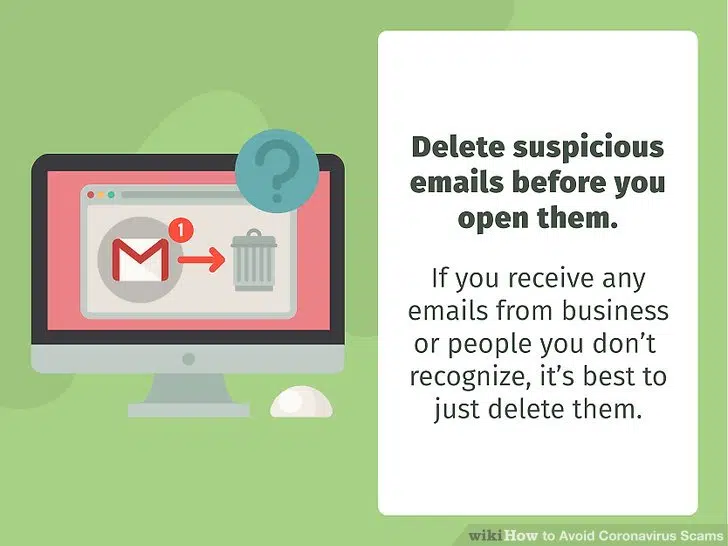 Delete suspicious
emails before you
open them.
If you receive any
emails from business
or people you don't
recognize, it's best to
just delete them.
?
1
M
wikiHow to Avoid Coronavirus Scams